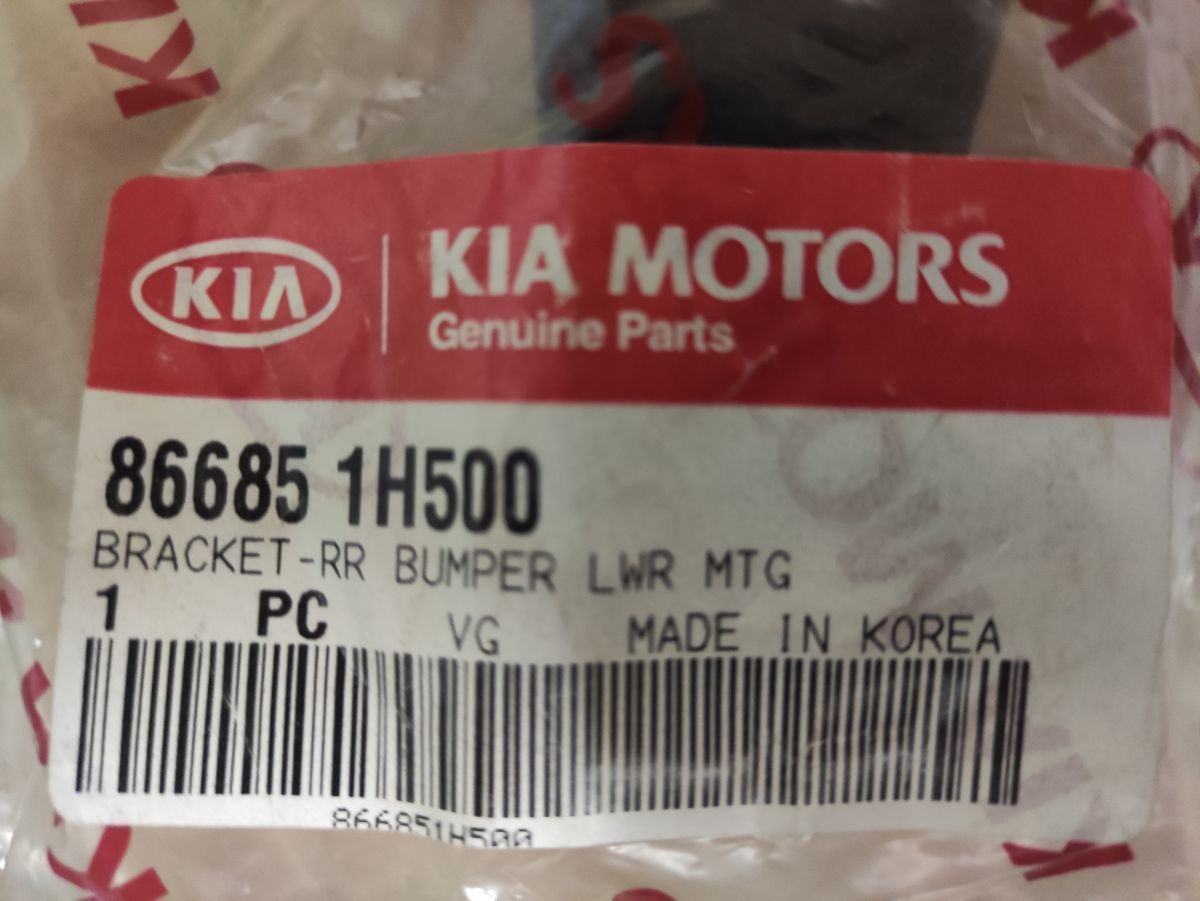 KIA
KIA MOTORS
Genuine Parts
86685 1H500
BRACKET-RR BUMPER LWR MTG
1 PC VG MADE IN KOREA
866851H500